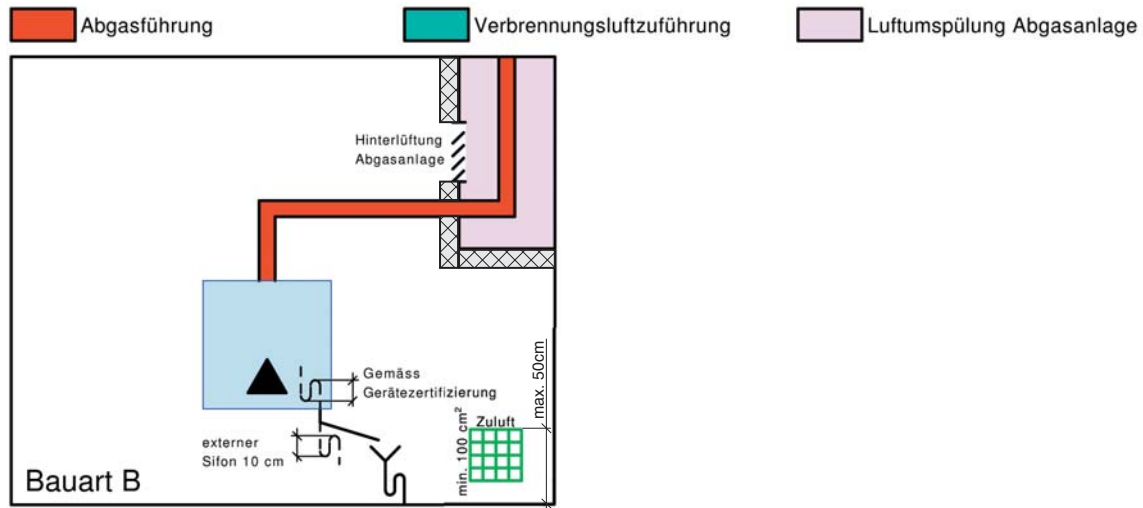 Abgasführung
Verbrennungsluftzuführung
Luftumspülung Abgasanlage
Hinterlüftung
Abgasanlage
Gemäss
Gerätezertifizierung
externer
Sifon 10 cm
Zuluft
min. 100 cm²
max. 50cm
Bauart B